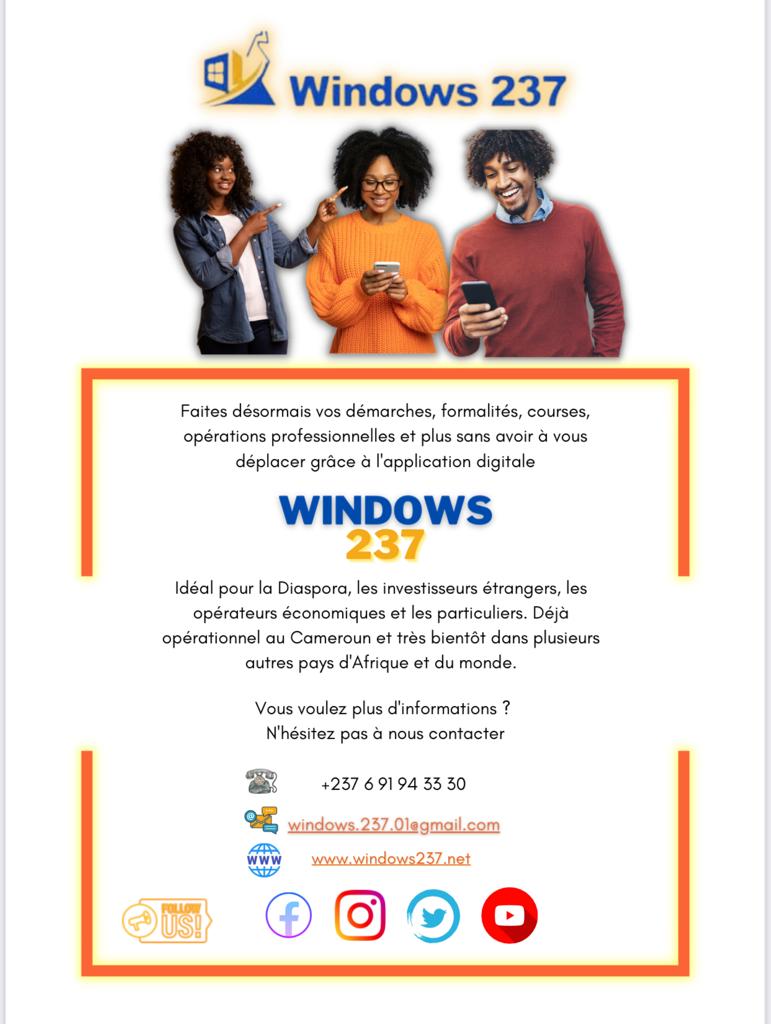 Windows 237
Faites désormais vos démarches, formalités, courses,
opérations professionnelles et plus sans avoir à vous
déplacer grâce à l'application digitale
WINDOWS
237
Idéal pour la Diaspora, les investisseurs étrangers, les
opérateurs économiques et les particuliers. Déjà
opérationnel au Cameroun et très bientôt dans plusieurs
autres pays d'Afrique et du monde.
Vous voulez plus d'informations ?
N'hésitez pas à nous contacter
+237 6 91 94 33 30
windows.237.01@gmail.com
WWW
www.windows237.net
FOLLOW
US!